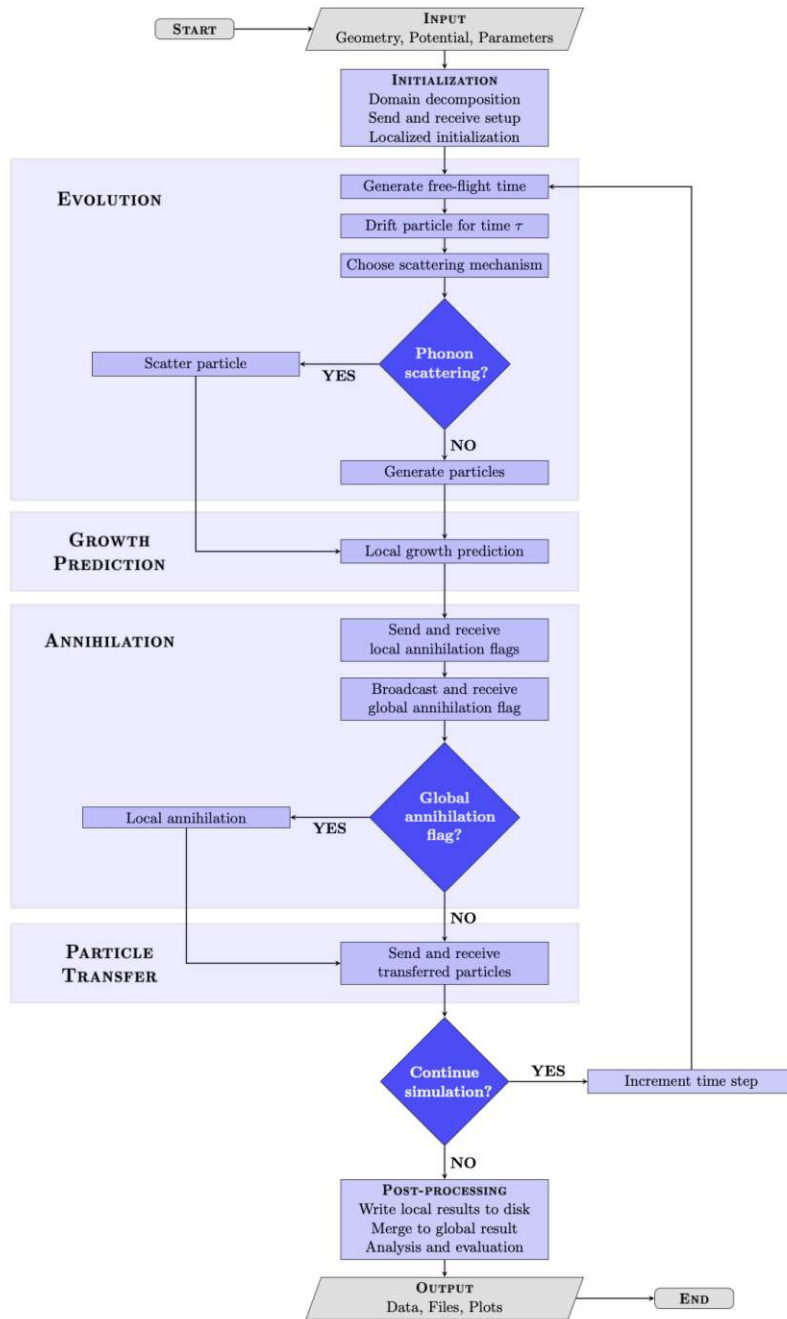 START
INPUT
Geometry, Potential, Parameters
INITIALIZATION
Domain decomposition
Send and receive setup
Localized initialization
EVOLUTION
Generate free-flight time
Drift particle for time τ
Choose scattering mechanism
Phonon
scattering?
YES
Scatter particle
NO
Generate particles
GROWTH
PREDICTION
Local growth prediction
ANNIHILATION
Send and receive
local annihilation flags
Broadcast and receive
global annihilation flag
Global
annihilation
flag?
YES
Local annihilation
NO
PARTICLE
TRANSFER
Send and receive
transferred particles
Continue
simulation?
YES
Increment time step
NO
POST-PROCESSING
Write local results to disk
Merge to global result
Analysis and evaluation
OUTPUT
Data, Files, Plots
END